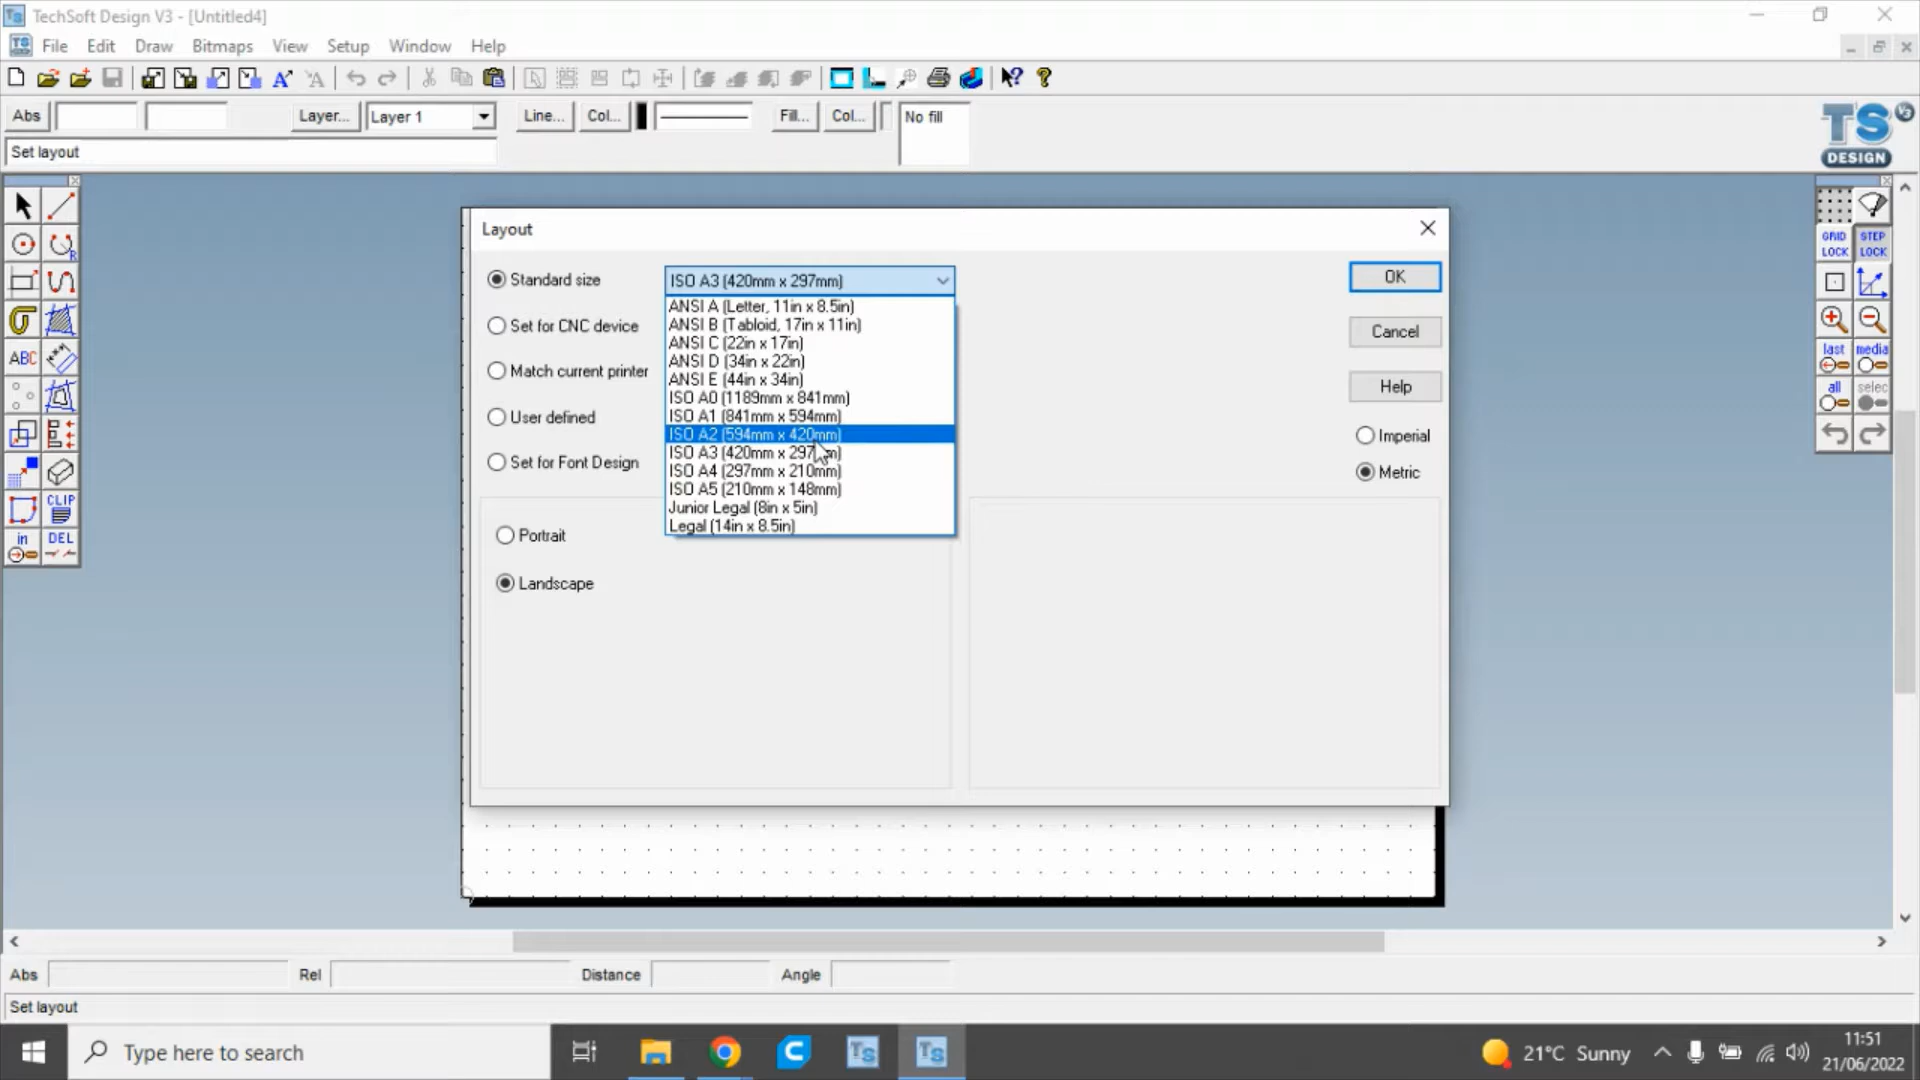 TechSoft Design V3 - [Untitled4]
File Edit Draw Bitmaps View Setup Window Help
Abs Layer... Layer 1 Line... Col... Fill... Col... No fill
Set layout
TS V3
DESIGN
Layout
Standard size ISO A3 (420mm x 297mm) OK
ANSI A (Letter, 11in x 8.5in)
Set for CNC device ANSI B (Tabloid, 17in x 11in) Cancel
ANSI C (22in x 17in)
ANSI D (34in x 22in)
Match current printer ANSI E (44in x 34in) Help
ISO A0 (1189mm x 841mm)
User defined ISO A1 (841mm x 594mm)
ISO A2 (594mm x 420mm) Imperial
ISO A3 (420mm x 297mm)
Set for Font Design ISO A4 (297mm x 210mm) Metric
ISO A5 (210mm x 148mm)
Junior Legal (8in x 5in)
Legal (14in x 8.5in)
Portrait
Landscape
ABC
CLIP
in DEL
GRID LOCK STEP LOCK
last media
all selec
Abs Rel Distance Angle
Set layout
Type here to search
Ts Ts
21°C Sunny
11:51
21/06/2022